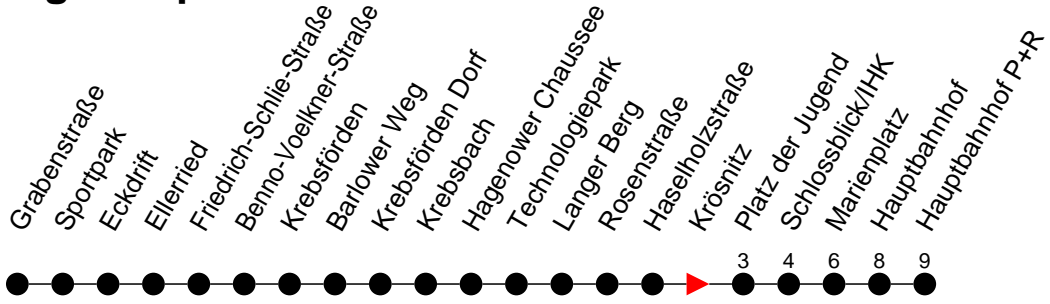 Grabenstraße
Sportpark
Eckdrift
Ellerried
Friedrich-Schlie-Straße
Benno-Voelkner-Straße
Krebsförden
Barlower Weg
Krebsförden Dorf
Krebsbach
Hagenower Chaussee
Technologiepark
Langer Berg
Rosenstraße
Haselholzstraße
Krösnitz
Platz der Jugend
Schlossblick/IHK
Marienplatz
Hauptbahnhof
Hauptbahnhof P+R
3 4 6 8 9